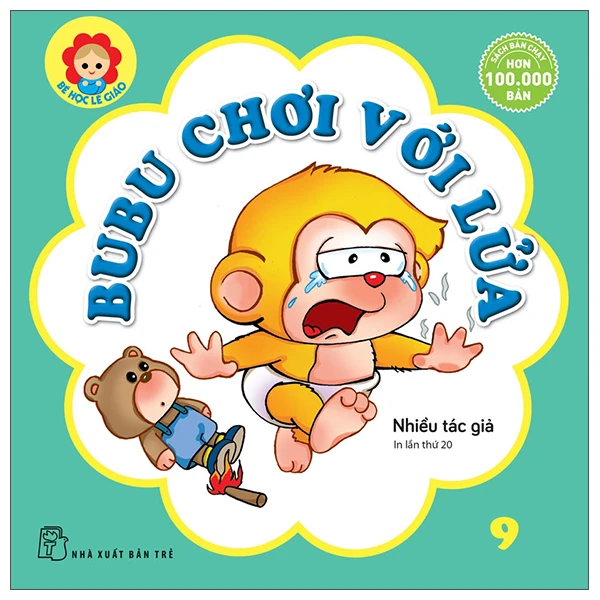 BÉ HỌC LỄ GIÁO
SÁCH BÁN CHẠY
HƠN
100.000
BẢN
BUBU CHƠI VỚI LỬA
Nhiều tác giả
In lần thứ 20
T
NHÀ XUẤT BẢN TRẺ
9